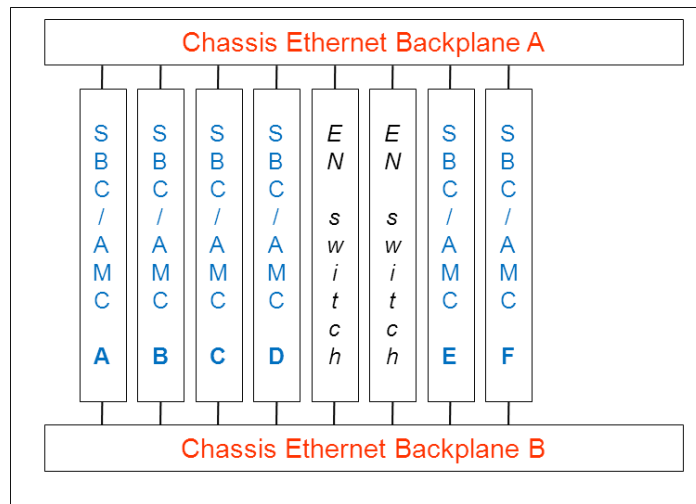 Chassis Ethernet Backplane A
SBC/AMC A
SBC/AMC B
SBC/AMC C
SBC/AMC D
EN switch
EN switch
SBC/AMC E
SBC/AMC F
Chassis Ethernet Backplane B